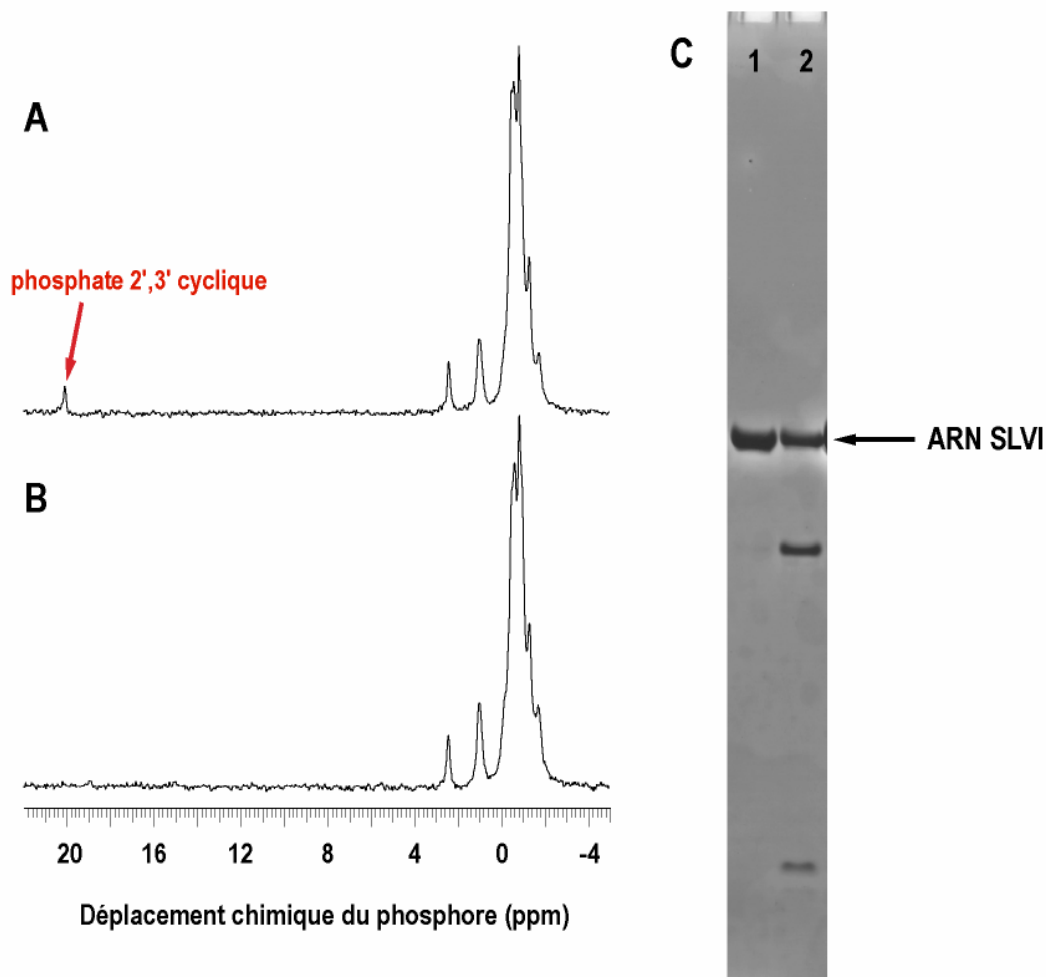 A
phosphate 2',3' cyclique
B
20 16 12 8 4 0 -4
Déplacement chimique du phosphore (ppm)
C
1 2
ARN SLVI